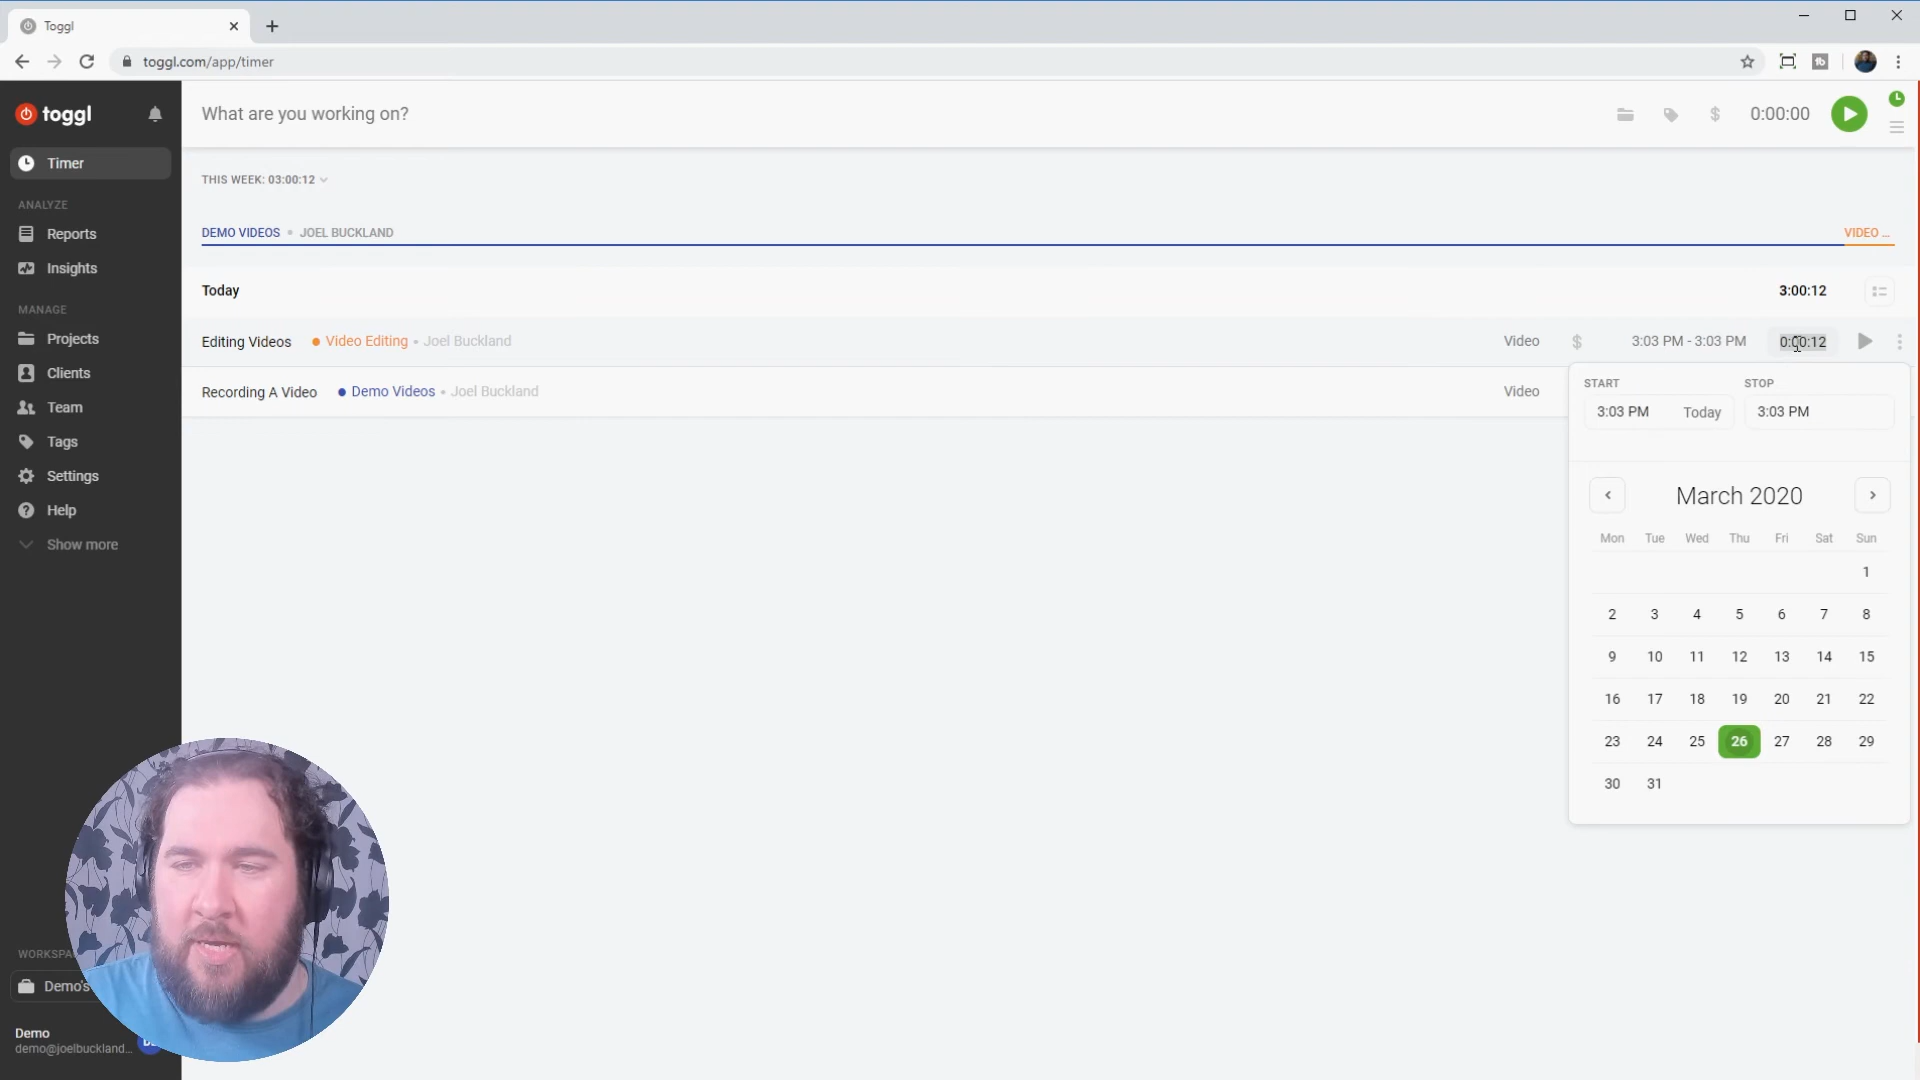 Toggl
toggl.com/app/timer
toggl
What are you working on?
0:00:00
Timer
THIS WEEK: 03:00:12
ANALYZE
Reports
DEMO VIDEOS • JOEL BUCKLAND
VIDEO ...
Insights
Today
3:00:12
MANAGE
Projects
Editing Videos • Video Editing • Joel Buckland
Video
$
3:03 PM - 3:03 PM
0:00:12
Clients
Recording A Video • Demo Videos • Joel Buckland
Video
START
STOP
3:03 PM
Today
3:03 PM
Team
Tags
Settings
Help
Show more
March 2020
Mon Tue Wed Thu Fri Sat Sun
1
2 3 4 5 6 7 8
9 10 11 12 13 14 15
16 17 18 19 20 21 22
23 24 25 26 27 28 29
30 31
Demo's
Demo
demo@joelbuckland...